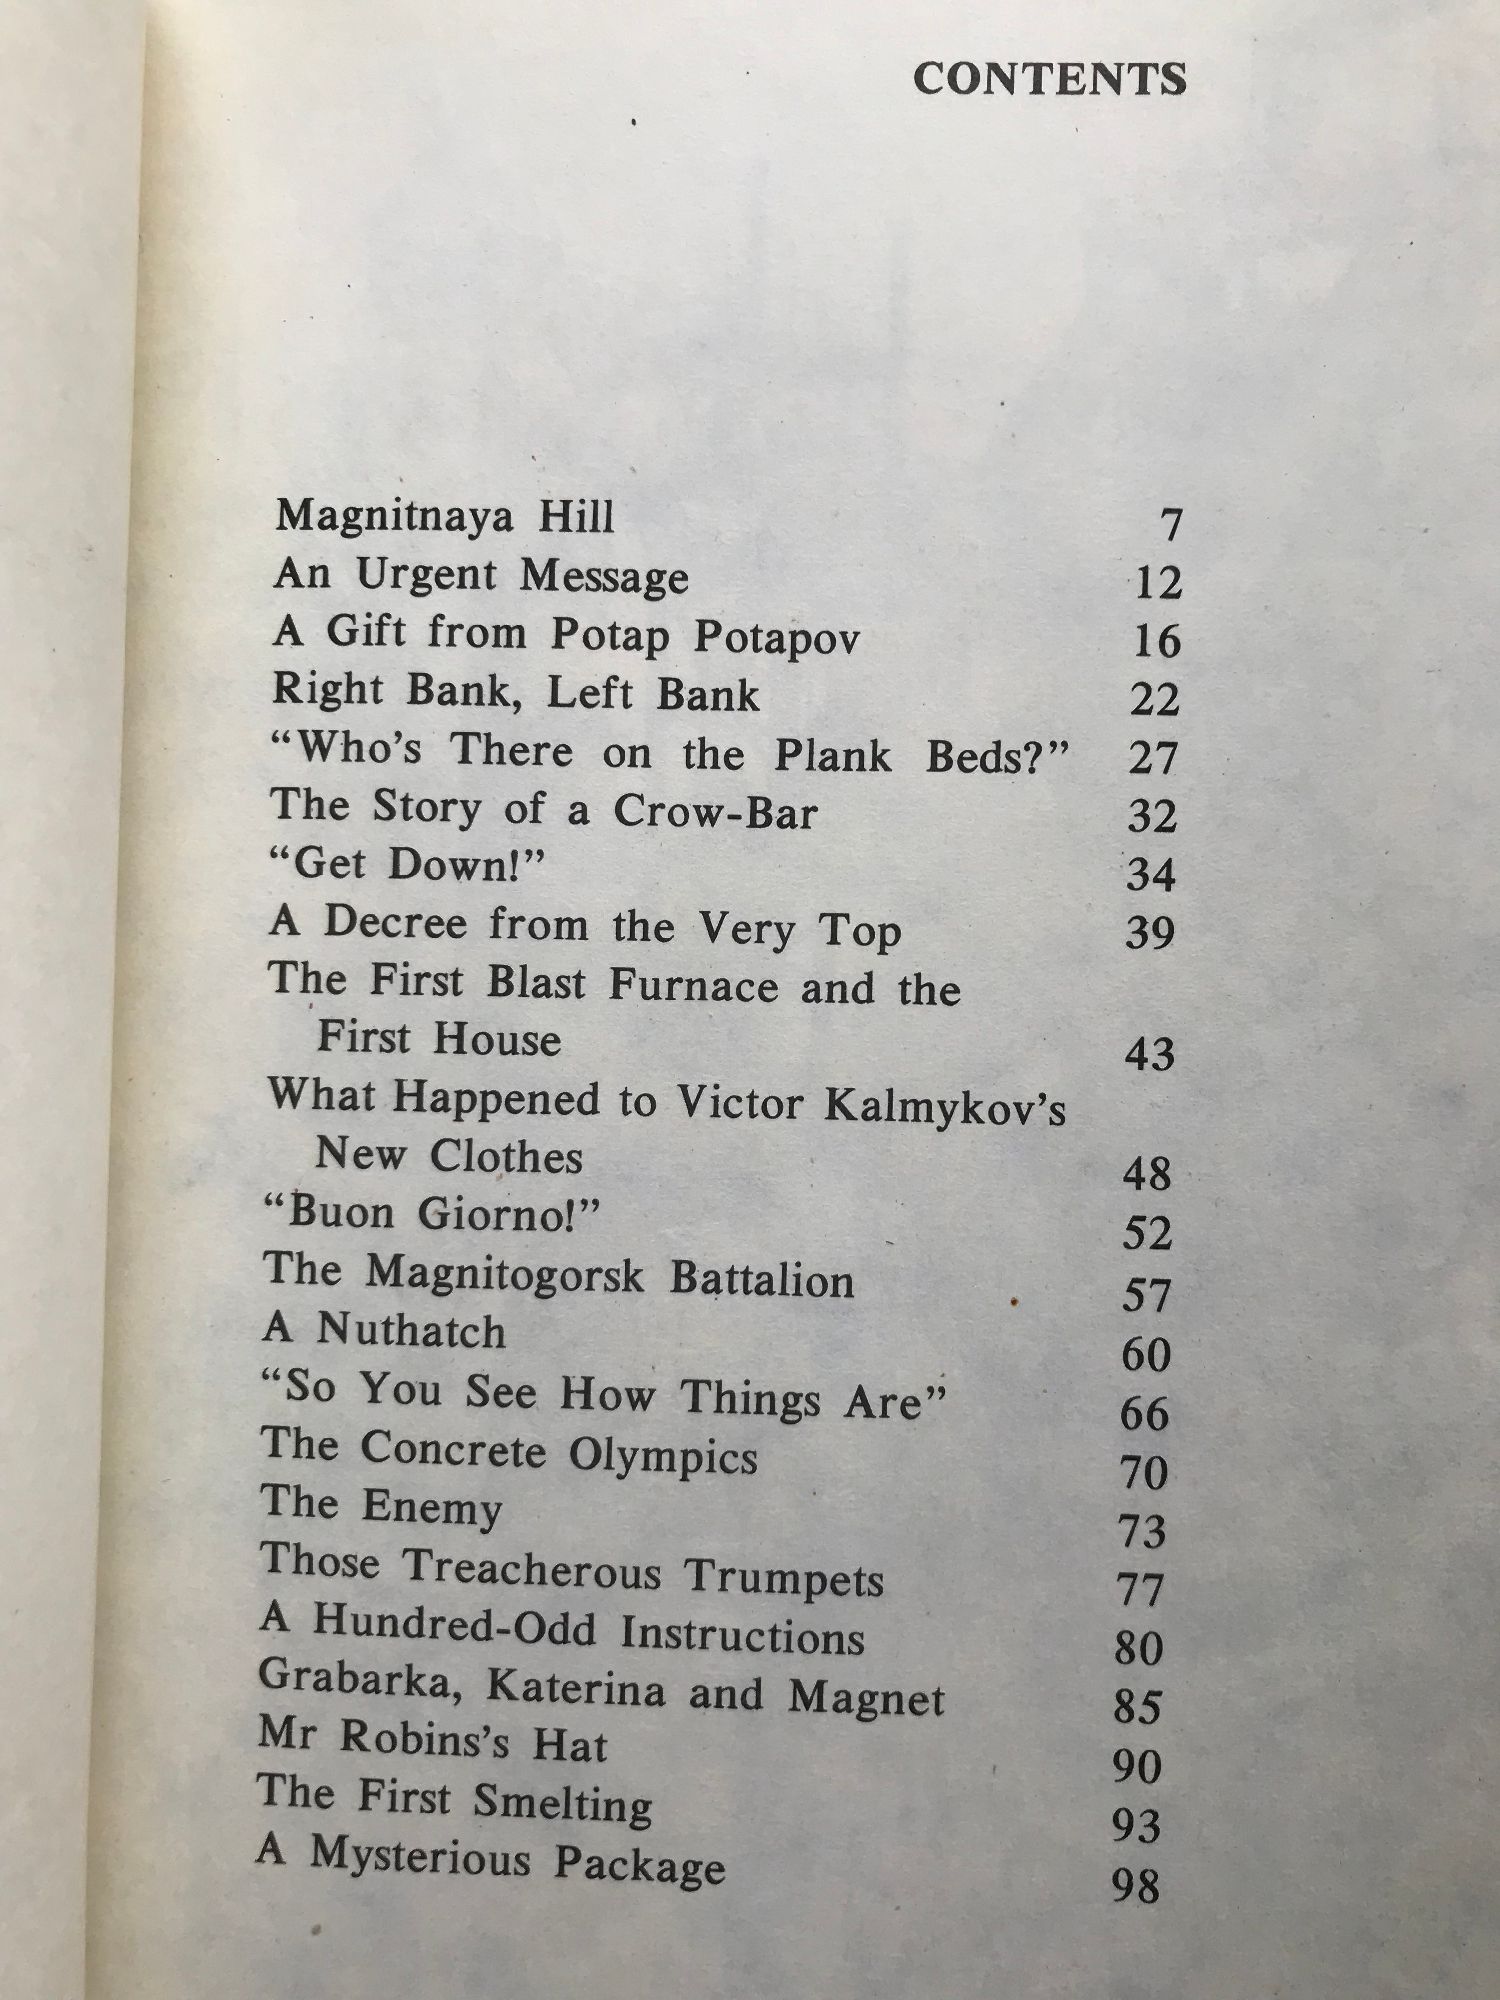 CONTENTS
Magnitnaya Hill 7
An Urgent Message 12
A Gift from Potap Potapov 16
Right Bank, Left Bank 22
“Who’s There on the Plank Beds?” 27
The Story of a Crow-Bar 32
“Get Down!” 34
A Decree from the Very Top 39
The First Blast Furnace and the
First House 43
What Happened to Victor Kalmykov’s
New Clothes 48
“Buon Giorno!” 52
The Magnitogorsk Battalion 57
A Nuthatch 60
“So You See How Things Are” 66
The Concrete Olympics 70
The Enemy 73
Those Treacherous Trumpets 77
A Hundred-Odd Instructions 80
Grabarka, Katerina and Magnet 85
Mr Robins’s Hat 90
The First Smelting 93
A Mysterious Package 98